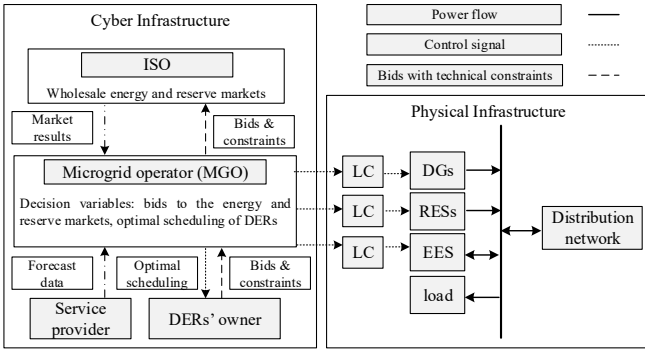 Cyber Infrastructure
ISO
Wholesale energy and reserve markets
Market
results
Bids &
constraints
Microgrid operator (MGO)
Decision variables: bids to the energy and
reserve markets, optimal scheduling of DERs
Forecast
data
Optimal
scheduling
Bids &
constraints
Service
provider
DERs’ owner
Power flow
Control signal
Bids with technical constraints
Physical Infrastructure
LC
DGs
LC
RESs
LC
EES
load
Distribution
network